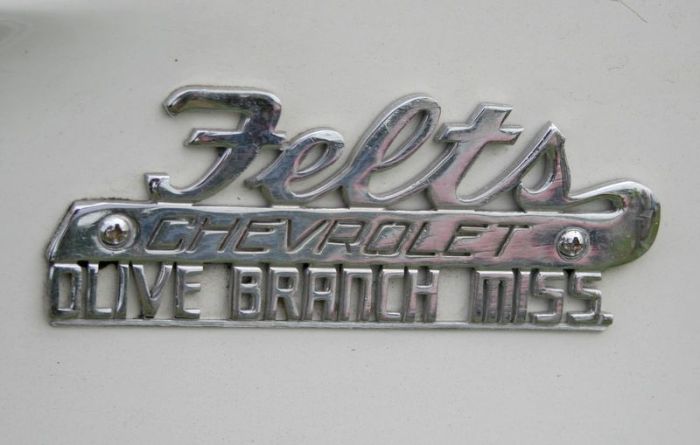 Felts
CHEVROLET
OLIVE BRANCH MISS.